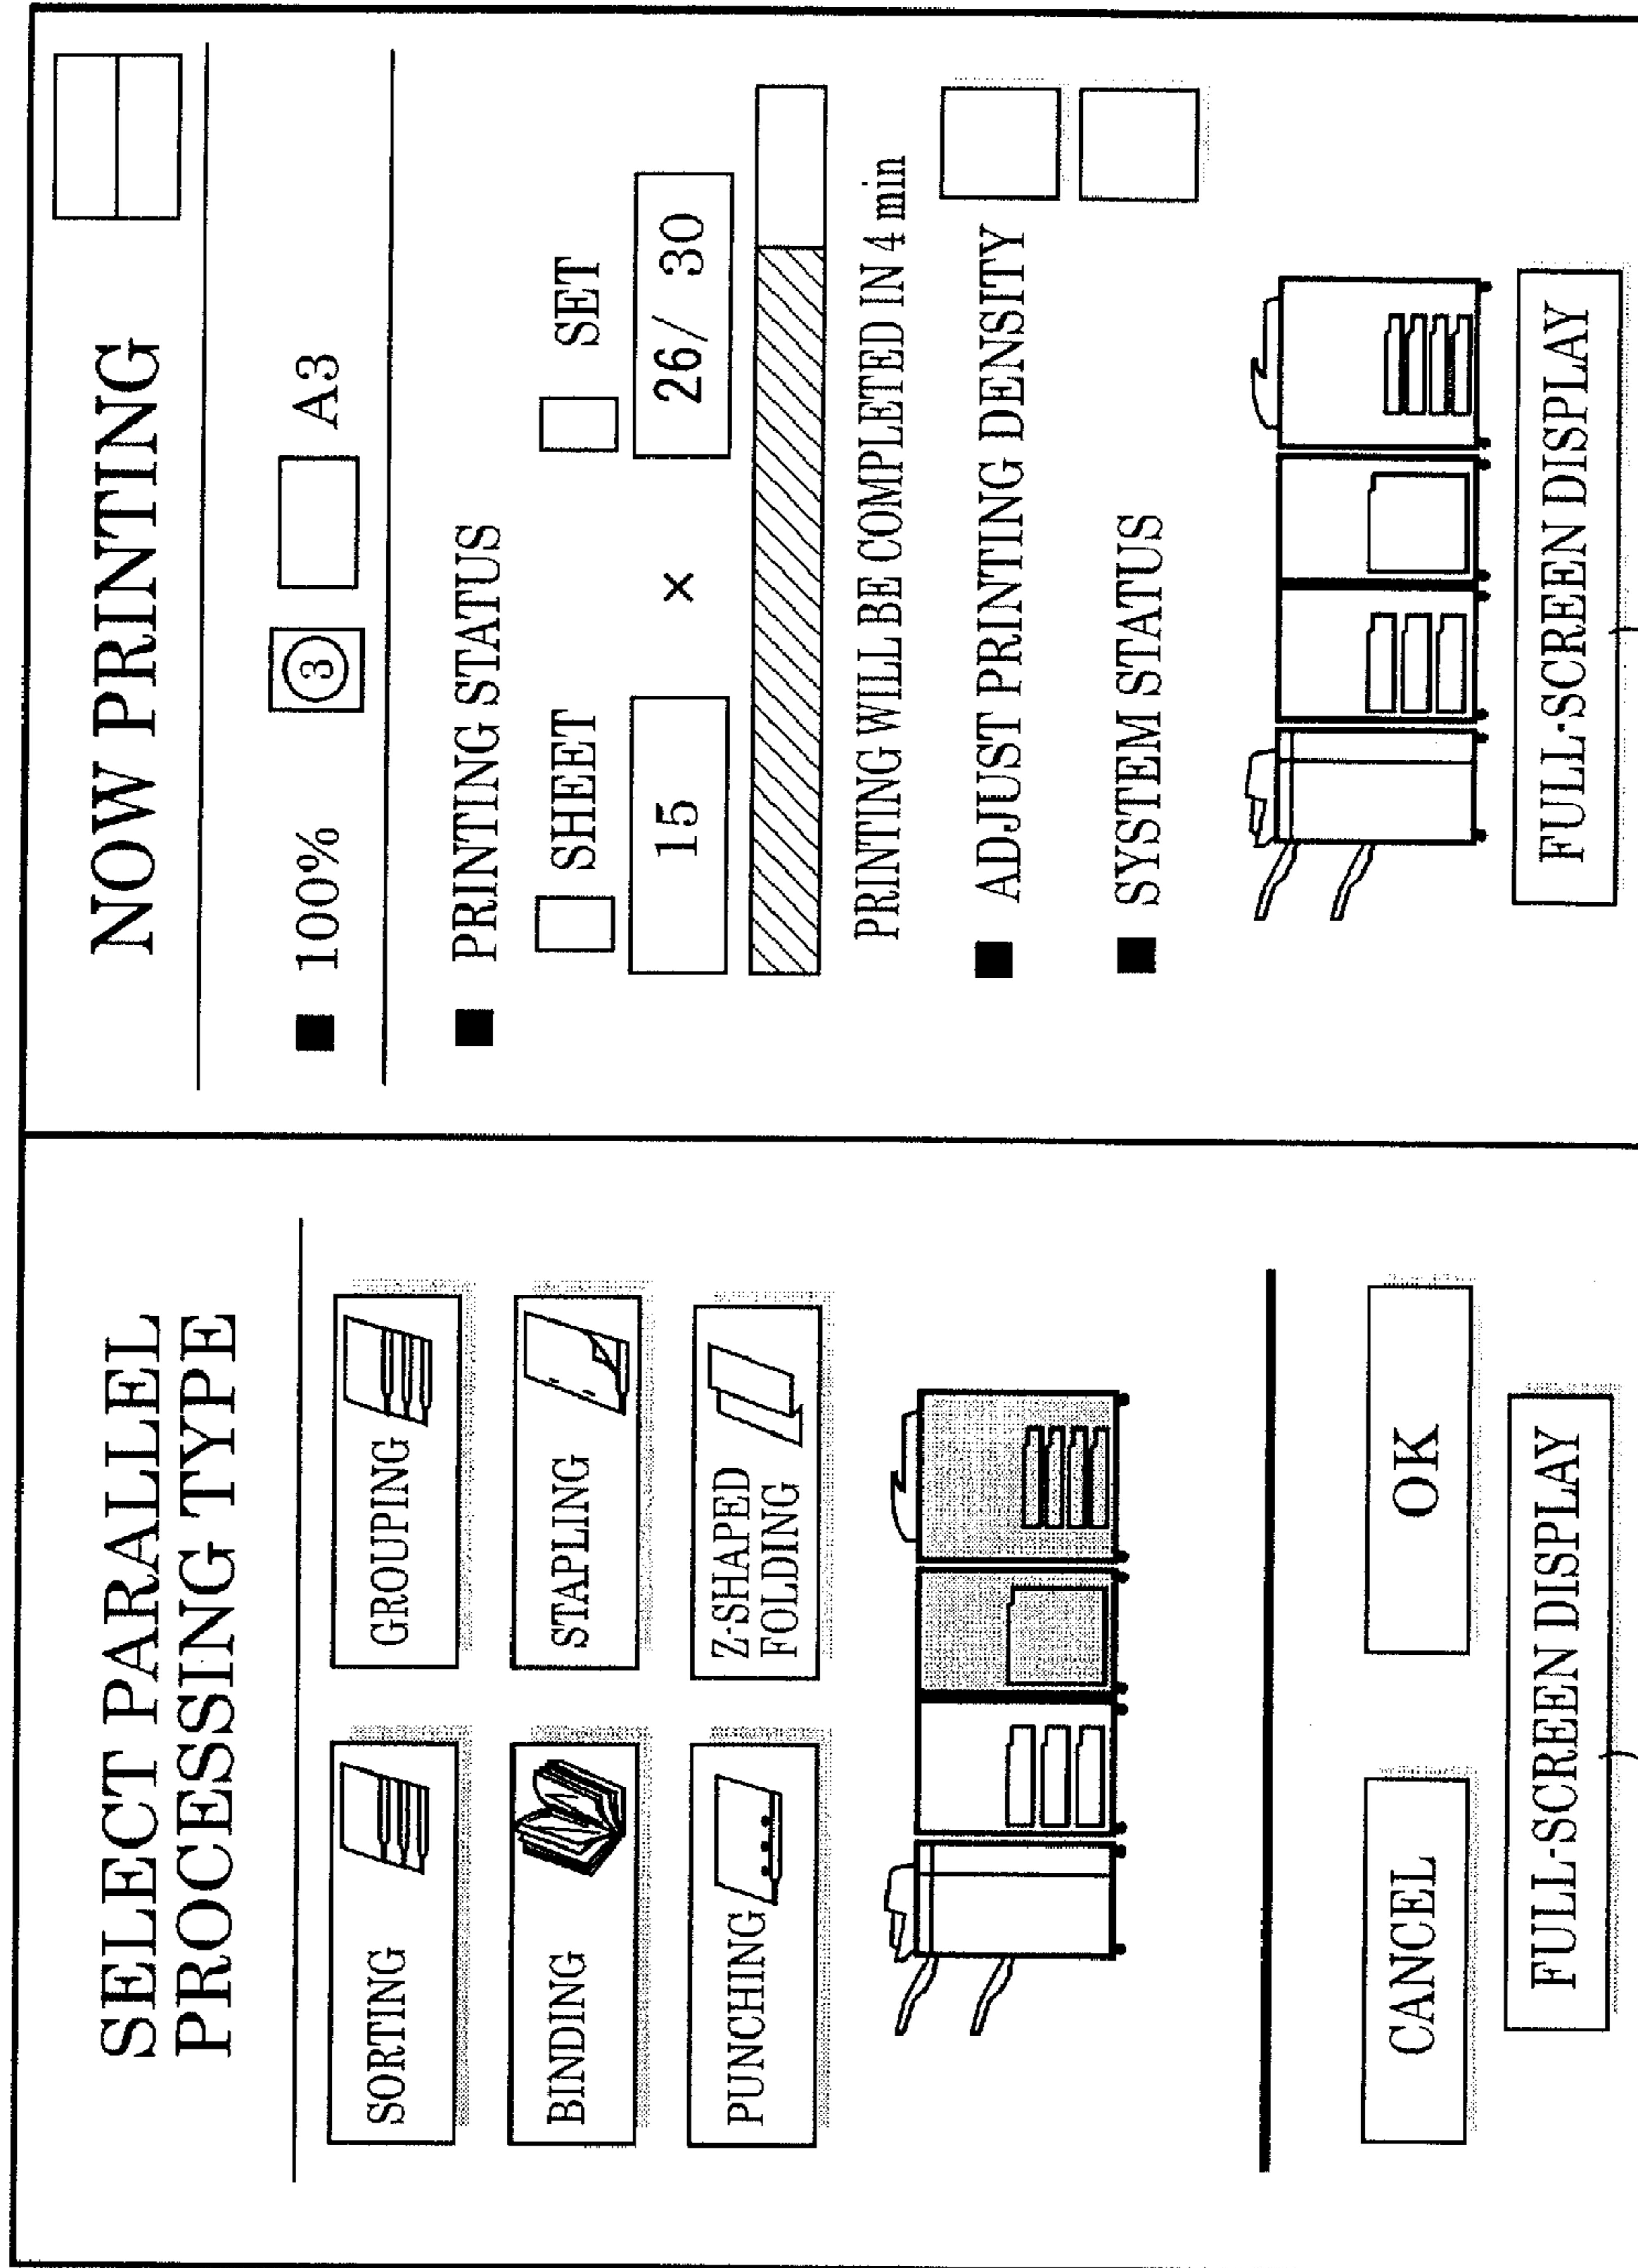 SELECT PARALLEL
PROCESSING TYPE
SORTING
GROUPING
BINDING
STAPLING
PUNCHING
Z-SHAPED
FOLDING
CANCEL
OK
FULL-SCREEN DISPLAY
NOW PRINTING
■ 100% 3 A3
■ PRINTING STATUS
SHEET SET
15 × 26/ 30
PRINTING WILL BE COMPLETED IN 4 min
■ ADJUST PRINTING DENSITY
■ SYSTEM STATUS
FULL-SCREEN DISPLAY